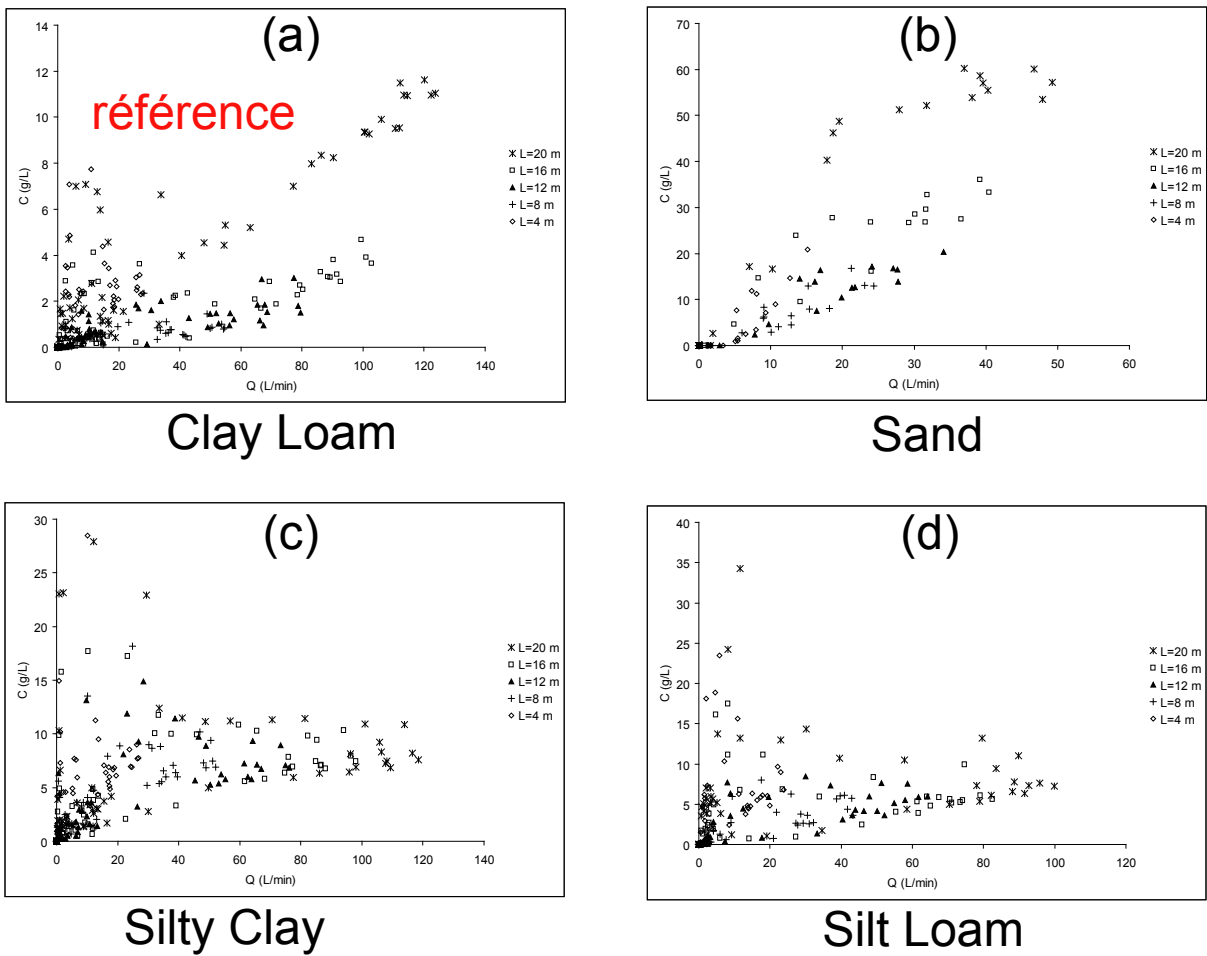 (a)
référence
14
12
10
8
6
4
2
0
C (g/L)
0 20 40 60 80 100 120 140
Q (L/min)
L=20 m
L=16 m
L=12 m
L=8 m
L=4 m
Clay Loam
(b)
70
60
50
40
30
20
10
0
C (g/L)
0 10 20 30 40 50 60
Q (L/min)
L=20 m
L=16 m
L=12 m
L=8 m
L=4 m
Sand
(c)
30
25
20
15
10
5
0
C (g/L)
0 20 40 60 80 100 120 140
Q (L/min)
L=20 m
L=16 m
L=12 m
L=8 m
L=4 m
Silty Clay
(d)
40
35
30
25
20
15
10
5
0
C (g/L)
0 20 40 60 80 100 120
Q (L/min)
L=20 m
L=16 m
L=12 m
L=8 m
L=4 m
Silt Loam